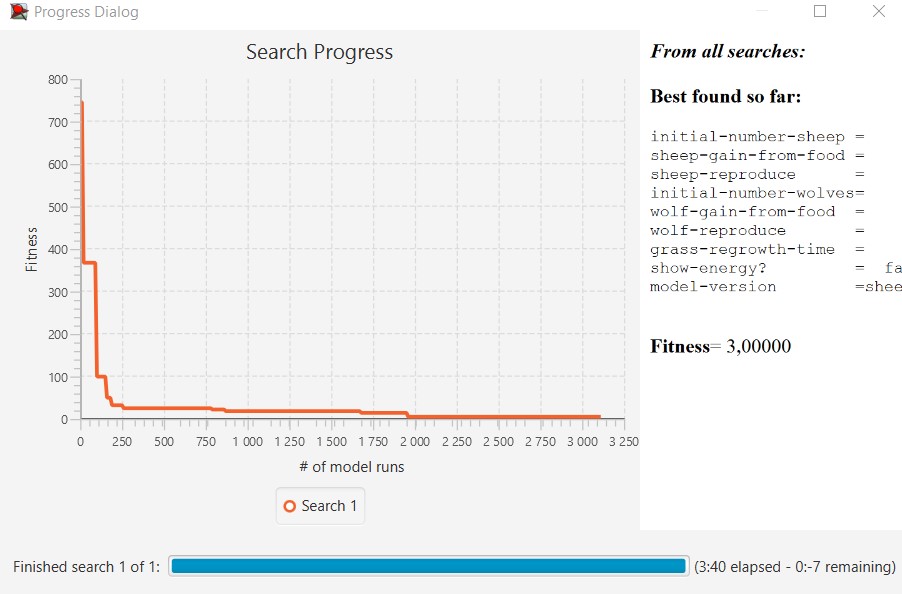 Progress Dialog
Search Progress
From all searches:
Best found so far:
initial-number-sheep =
sheep-gain-from-food =
sheep-reproduce =
initial-number-wolves=
wolf-gain-from-food =
wolf-reproduce =
grass-regrowth-time =
show-energy? = fa
model-version =shee
Fitness= 3,00000
Fitness
800
700
600
500
400
300
200
100
0
0 250 500 750 1 000 1 250 1 500 1 750 2 000 2 250 2 500 2 750 3 000 3 250
# of model runs
Search 1
Finished search 1 of 1: (3:40 elapsed - 0:-7 remaining)